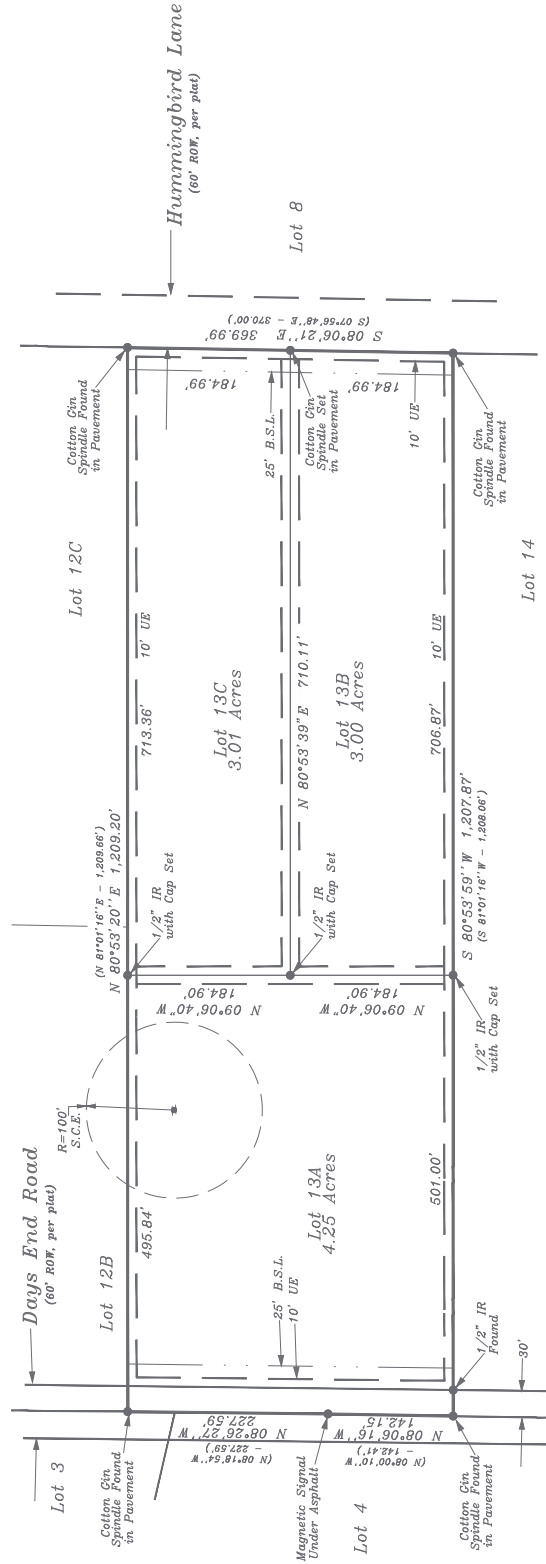 Hummingbird Lane
(60' ROW, per plat)
Lot 8
S 08°06'21" E 369.99'
(S 07°56'48" E - 370.00')
Cotton Gin
Spindle Found
in Pavement
184.99'
25' B.S.L.
Cotton Gin
Spindle Set
in Pavement
184.99'
10' UE
Cotton Gin
Spindle Found
in Pavement
Lot 12C
Lot 14
10' UE
713.36'
Lot 13C
3.01 Acres
N 80°53'39" E 710.11'
Lot 13B
3.00 Acres
10' UE
706.87'
(N 81°01'16" E - 1,209.66')
N 80°53'20" E 1,209.20'
1/2" IR
with Cap Set
1/2" IR
with Cap Set
S 80°53'59" W 1,207.87'
(S 81°01'16" W - 1,208.06')
N 09°06'40" W
184.90'
N 09°06'40" W
184.90'
1/2" IR
with Cap Set
R=100'
S.C.E.
Days End Road
(60' ROW, per plat)
Lot 12B
495.84'
Lot 13A
4.25 Acres
501.00'
25' B.S.L.
10' UE
1/2" IR
Found
30'
N 08°26'27" W
227.59'
(N 08°18'54" W
- 227.59')
N 08°06'16" W
142.15'
(N 08°00'10" W
- 142.41')
Lot 3
Cotton Gin
Spindle Found
in Pavement
Magnetic Signal
Under Asphalt
Lot 4
Cotton Gin
Spindle Found
in Pavement